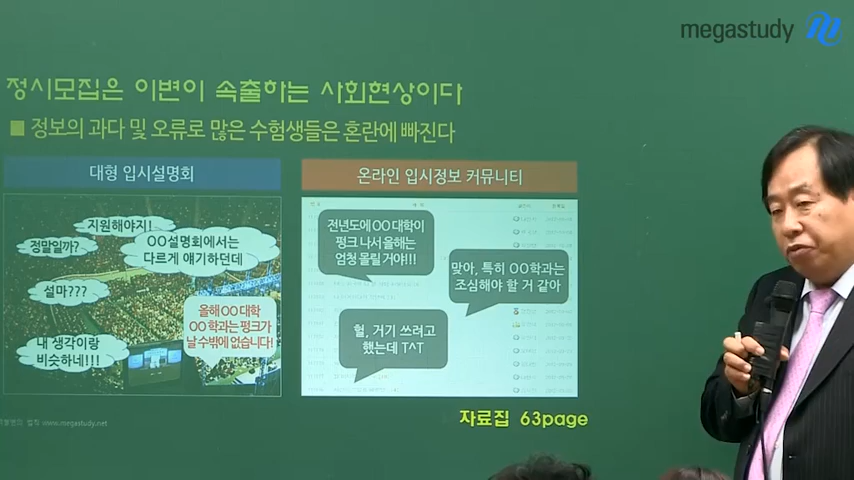 megastudy
정시모집은 이변이 속출하는 사회현상이다
정보의 과다 및 오류로 많은 수험생들은 혼란에 빠진다
대형 입시설명회
지원해야지!
정말일까?
OO설명회에서는
다르게 얘기하던데
설마???
올해 OO 대학
OO 학과는 펑크가
날 수밖에 없습니다!
내 생각이랑
비슷하네!!!
온라인 입시정보 커뮤니티
전년도에 OO 대학이
펑크 나서 올해는
엄청 몰릴 거야!!!
맞아, 특히 OO학과는
조심해야 할 거 같아
헐, 거기 쓰려고
했는데 T^T
자료집 63page
www.megastudy.net